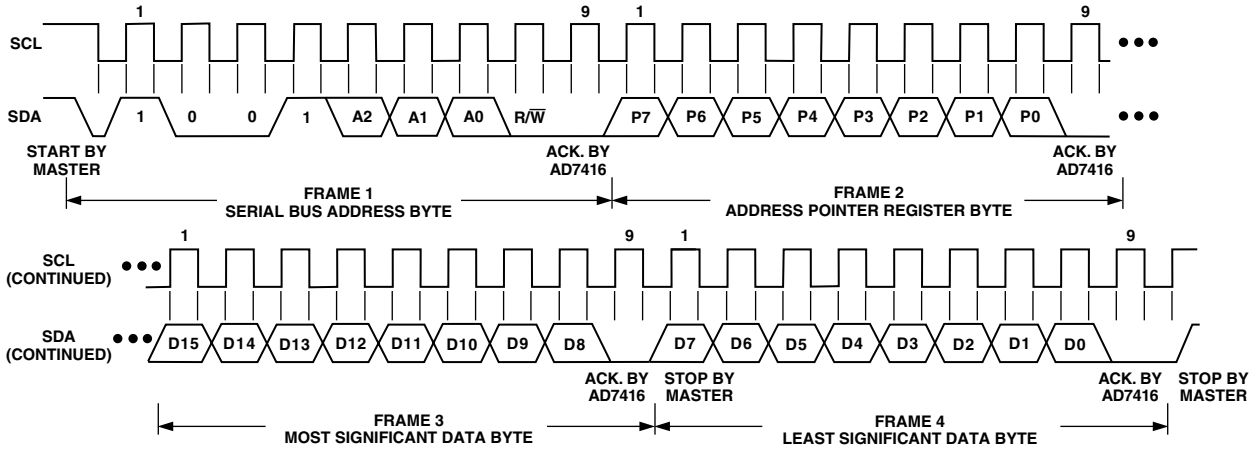 1 9 1 9
SCL
SDA 1 0 0 1 A2 A1 A0 R/W̅ P7 P6 P5 P4 P3 P2 P1 P0
START BY
MASTER
ACK. BY
AD7416
ACK. BY
AD7416
FRAME 1
SERIAL BUS ADDRESS BYTE
FRAME 2
ADDRESS POINTER REGISTER BYTE
1 9 1 9
SCL
(CONTINUED)
SDA
(CONTINUED)
D15 D14 D13 D12 D11 D10 D9 D8 D7 D6 D5 D4 D3 D2 D1 D0
ACK. BY
AD7416
STOP BY
MASTER
ACK. BY
AD7416
STOP BY
MASTER
FRAME 3
MOST SIGNIFICANT DATA BYTE
FRAME 4
LEAST SIGNIFICANT DATA BYTE